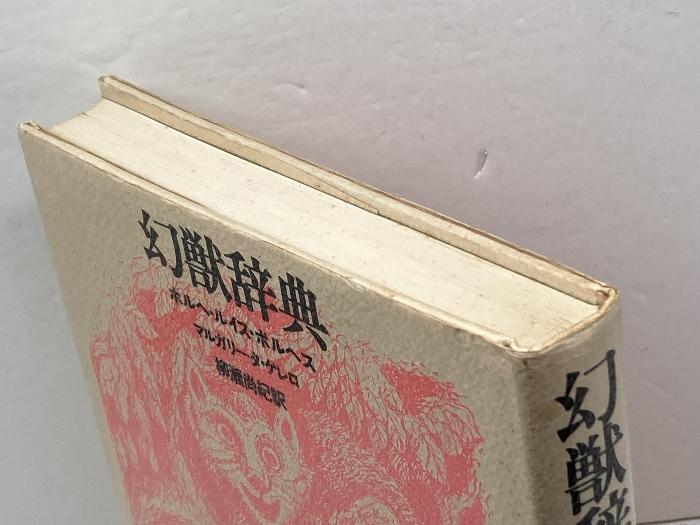 幻獣辞典
ホルヘ・ルイス・ボルヘス
マルガリータ・ゲレロ
柳瀬尚紀訳
幻獣辞